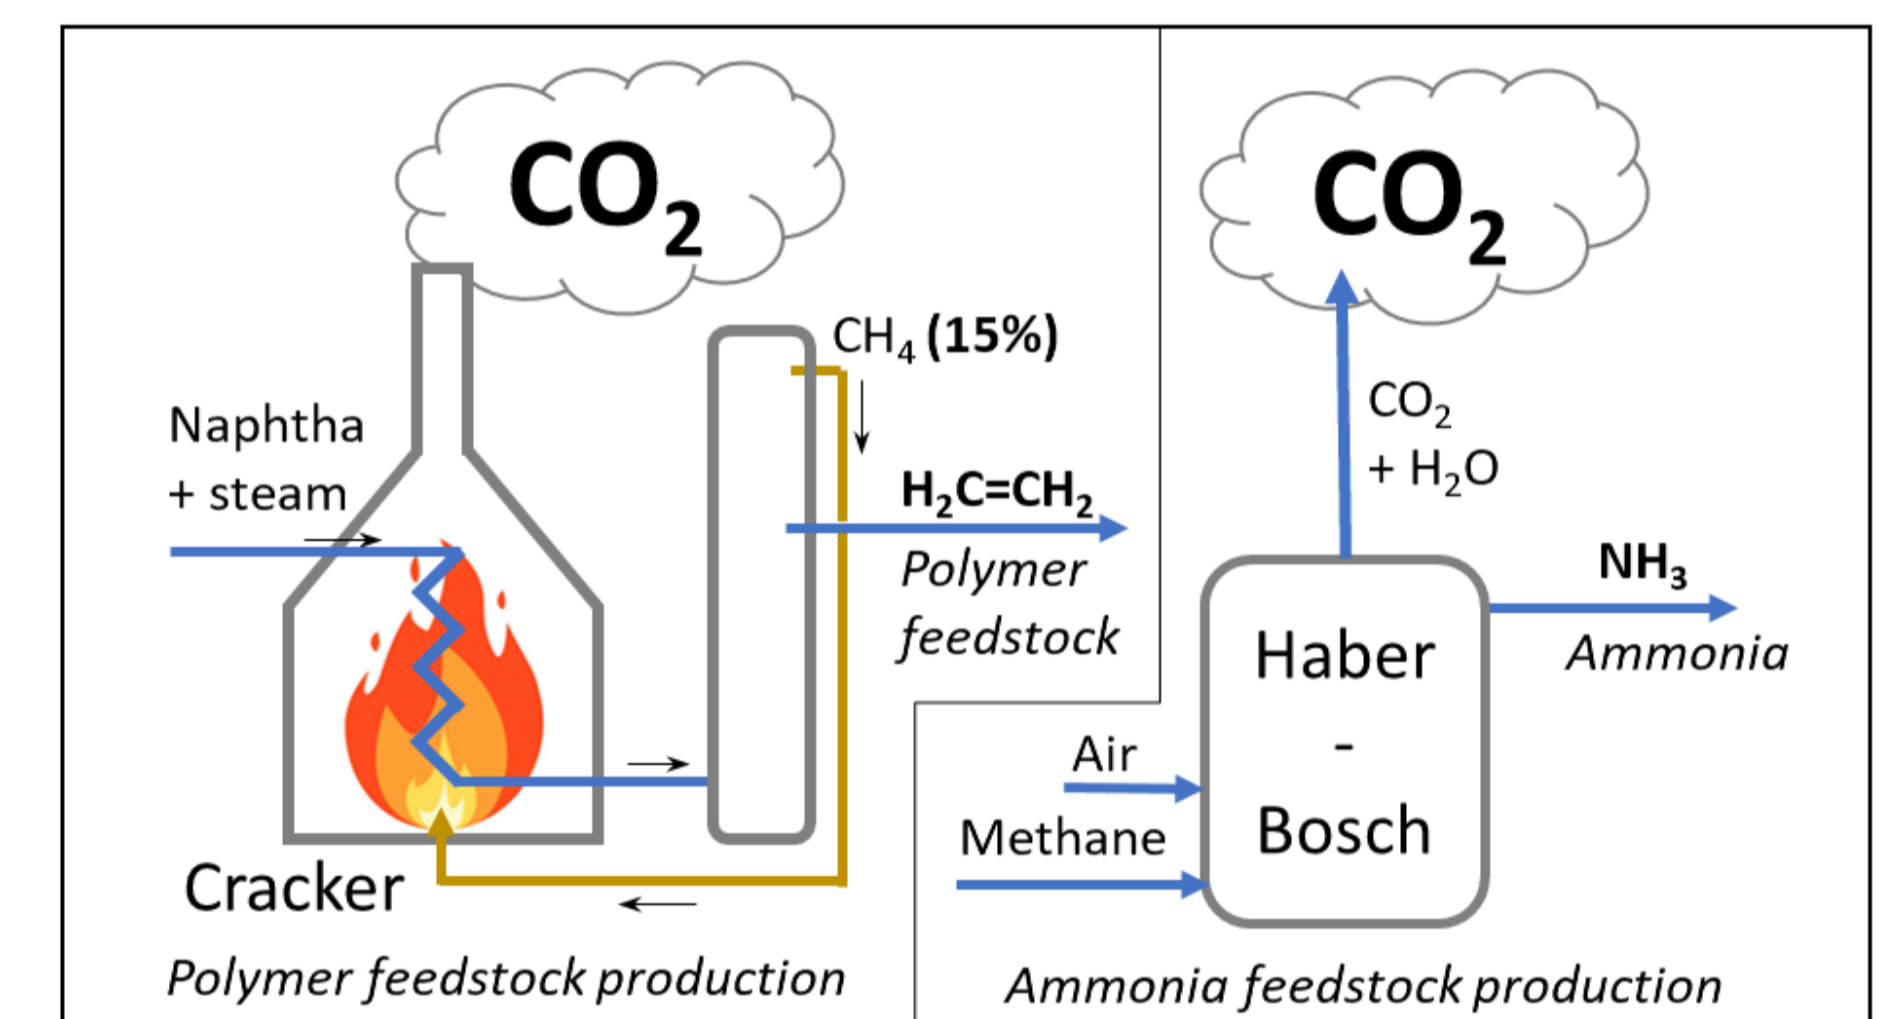 CO₂
CH₄ (15%)
Naphtha
+ steam
H₂C=CH₂
Polymer
feedstock
Cracker
Polymer feedstock production
CO₂
CO₂
+ H₂O
NH₃
Ammonia
Haber
-
Bosch
Air
Methane
Ammonia feedstock production